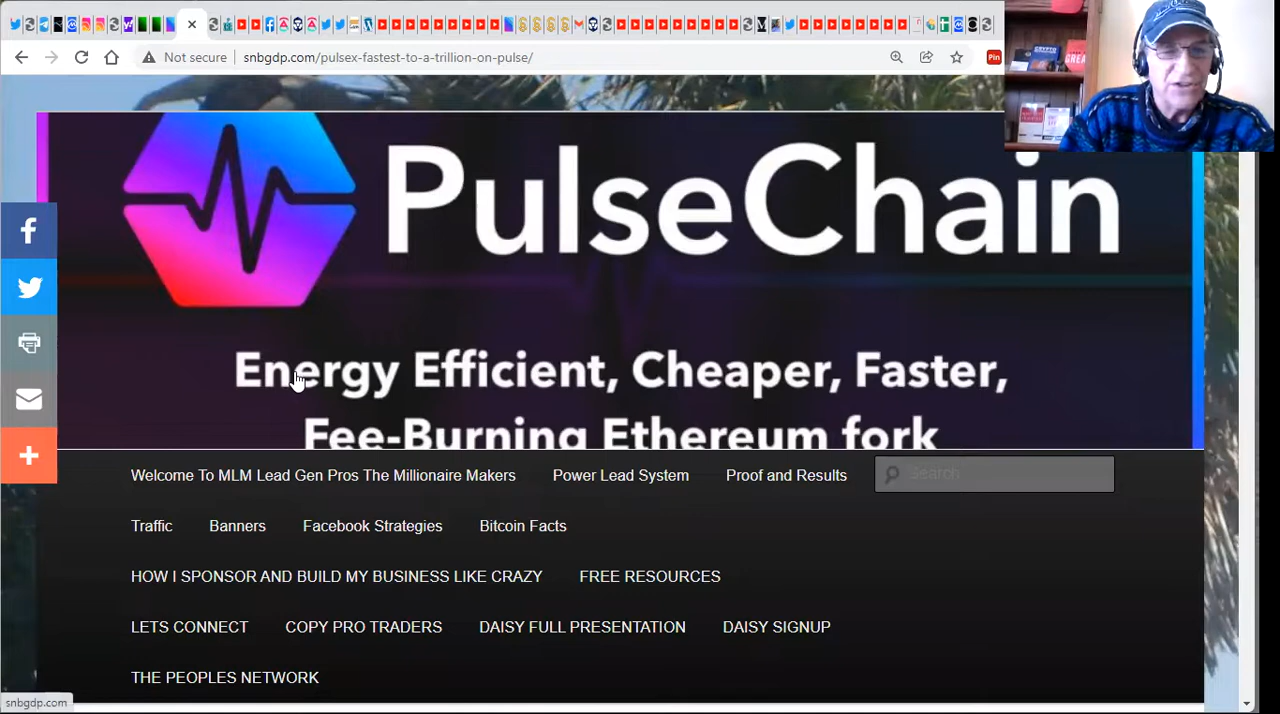 Not secure
snbgdp.com/pulsex-fastest-to-a-trillion-on-pulse/
Pin
CRYPTO
PulseChain
Energy Efficient, Cheaper, Faster,
Fee-Burning Ethereum fork
Welcome To MLM Lead Gen Pros The Millionaire Makers
Power Lead System
Proof and Results
Search
Traffic
Banners
Facebook Strategies
Bitcoin Facts
HOW I SPONSOR AND BUILD MY BUSINESS LIKE CRAZY
FREE RESOURCES
LETS CONNECT
COPY PRO TRADERS
DAISY FULL PRESENTATION
DAISY SIGNUP
THE PEOPLES NETWORK
snbgdp.com